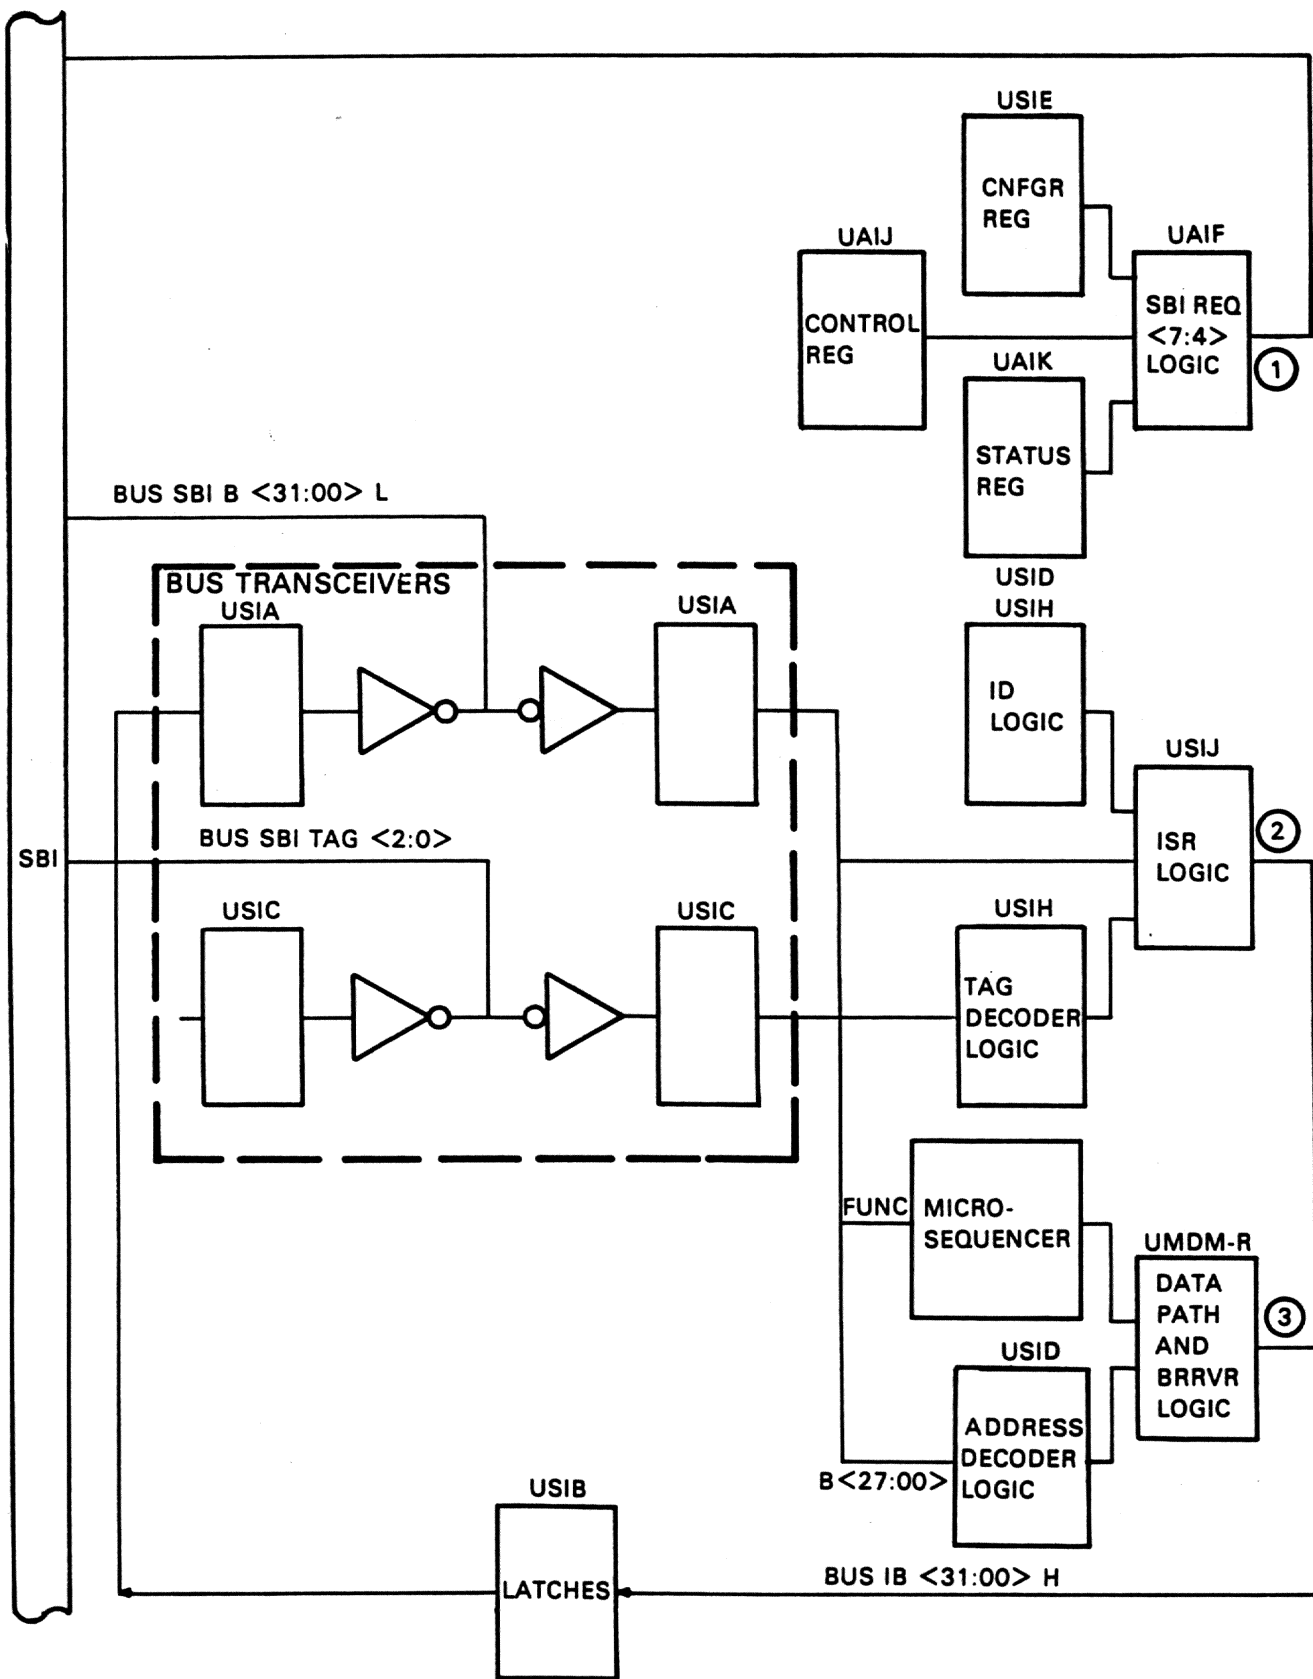 USIE
CNFGR
REG
UAIJ
CONTROL
REG
UAIF
SBI REQ
<7:4>
LOGIC
1
UAIK
STATUS
REG
BUS SBI B <31:00> L
BUS TRANSCEIVERS
USIA
USIA
USID
USIH
ID
LOGIC
USIJ
ISR
LOGIC
2
SBI
BUS SBI TAG <2:0>
USIC
USIC
USIH
TAG
DECODER
LOGIC
FUNC
MICRO-
SEQUENCER
UMDM-R
DATA
PATH
AND
BRRVR
LOGIC
3
USID
ADDRESS
DECODER
LOGIC
B<27:00>
USIB
LATCHES
BUS IB <31:00> H